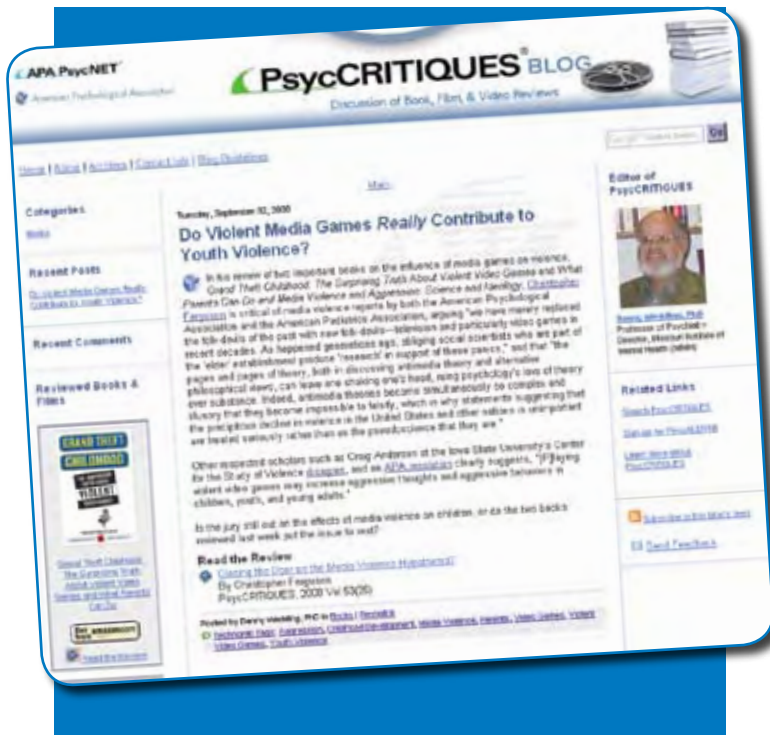 APA PsycNET
American Psychological Association
PsycCRITIQUES® BLOG
Discussion of Book, Film, & Video Reviews
Go
Home | About | Archives | Contact Info | Blog Guidelines
Main
Categories
Books
Recent Posts
Do Violent Media Games Really
Contribute to Youth Violence?
Recent Comments
Reviewed Books &
Films
GRAND THEFT
CHILDHOOD
VIOLENT
Grand Theft Childhood:
The Surprising Truth
About Violent Video
Games and What Parents
Can Do
Read the Review
Tuesday, September 2008
Do Violent Media Games Really Contribute to
Youth Violence?
In his review of two important books on the influence of media games on violence,
Grand Theft Childhood: The Surprising Truth About Violent Video Games and What
Parents Can Do and Media Violence and Aggression: Science and Ideology, Christopher
Ferguson is critical of media violence reports by both the American Psychological
Association and the American Pediatrics Association, arguing "we have merely replaced
the folk-devils of the past with new folk-devils—television and particularly video games in
recent decades. As happened generations ago, obliging social scientists who are part of
the 'elder' establishment produce 'research' in support of these panics," and that "the
pages and pages of theory, both in discussing antimedia theory and alternative
philosophical views, can leave one shaking one's head, ruing psychology's love of theory
over substance. Indeed, antimedia theories become simultaneously so complex and
illusory that they become impossible to falsify, which is why statements suggesting that
the precipitous decline in violence in the United States and other nations is unimportant
are treated seriously rather than as the pseudoscience that they are."
Other respected scholars such as Craig Anderson at the Iowa State University's Center
for the Study of Violence disagree, and an APA resolution clearly suggests, "[P]laying
violent video games may increase aggressive thoughts and aggressive behaviors in
children, youth, and young adults."
Is the jury still out on the effects of media violence on children, or do the two books
reviewed last week put the issue to rest?
Read the Review
Closing the Door on the Media Violence Hypothesis?
By Christopher Ferguson
PsycCRITIQUES, 2008 Vol 53(35)
Posted by Danny Wedding, PhD in Books | Permalink
Technorati Tags: Aggression, Childhood Development, Media Violence, Parents, Video Games, Violent
Video Games, Youth Violence
Editor of
PsycCRITIQUES
Danny Wedding, PhD
Professor of Psychiatry
Director, Missouri Institute of
Mental Health (MIMH)
Related Links
Search PsycCRITIQUES
Sign up for PsycALERTS
Learn More About
PsycCRITIQUES
Subscribe to this blog's feed
Send Feedback